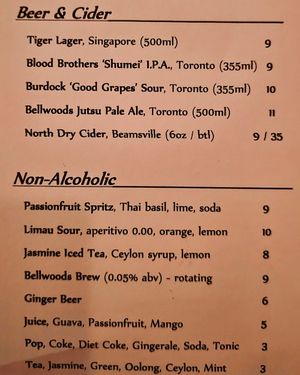 Beer & Cider
Tiger Lager, Singapore (500ml) 9
Blood Brothers 'Shumei' I.P.A., Toronto (355ml) 9
Burdock 'Good Grapes' Sour, Toronto (355ml) 10
Bellwoods Jutsu Pale Ale, Toronto (500ml) 11
North Dry Cider, Beamsville (6oz / btl) 9 / 35
Non-Alcoholic
Passionfruit Spritz, Thai basil, lime, soda 9
Limau Sour, aperitivo 0.00, orange, lemon 10
Jasmine Iced Tea, Ceylon syrup, lemon 8
Bellwoods Brew (0.05% abv) - rotating 9
Ginger Beer 6
Juice, Guava, Passionfruit, Mango 5
Pop, Coke, Diet Coke, Gingerale, Soda, Tonic 3
Tea, Jasmine, Green, Oolong, Ceylon, Mint 3